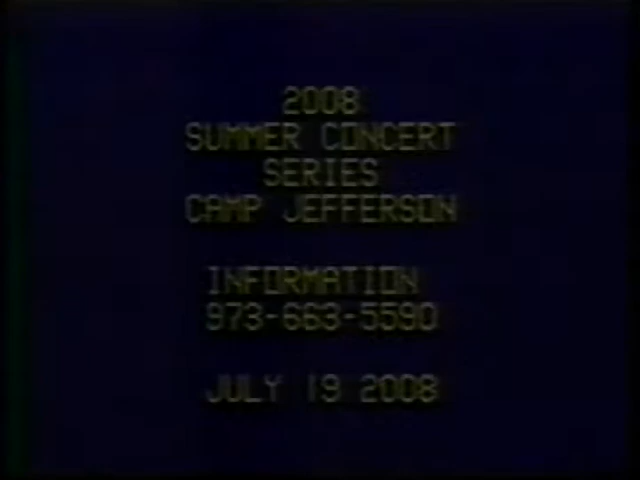 2008
SUMMER CONCERT
SERIES
CAMP JEFFERSON
INFORMATION
973-663-5590
JULY 19 2008